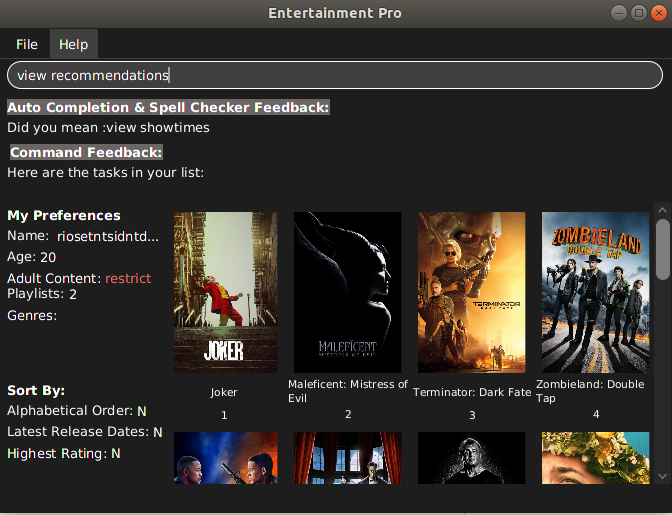 Entertainment Pro
File Help
view recommendations
Auto Completion & Spell Checker Feedback:
Did you mean :view showtimes
Command Feedback:
Here are the tasks in your list:
My Preferences
Name: riosetntsidntd...
Age: 20
Adult Content: restrict
Playlists: 2
Genres:
Sort By:
Alphabetical Order: N
Latest Release Dates: N
Highest Rating: N
JOKER
Joker
1
MALEFICENT
MISTRESS OF EVIL
Maleficent: Mistress of
Evil
2
TERMINATOR
DARK FATE
Terminator: Dark Fate
3
ZOMBIELAND
DOUBLE TAP
Zombieland: Double
Tap
4